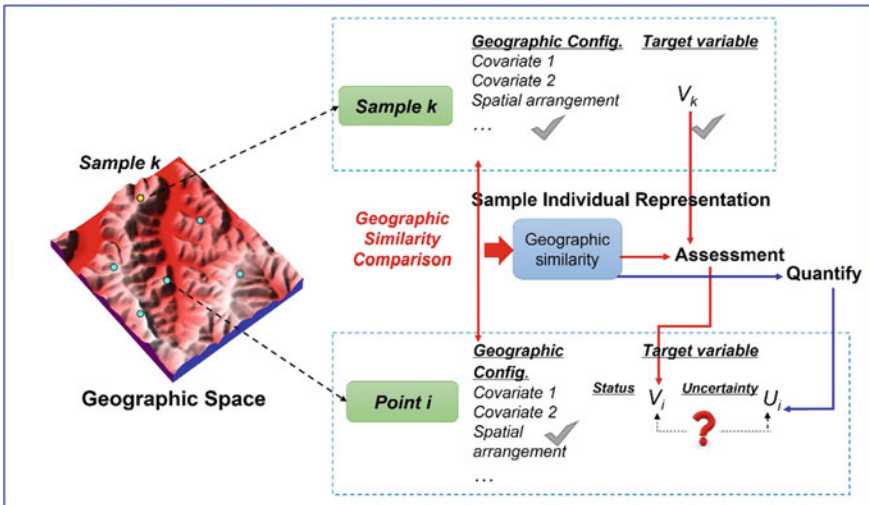 Sample k
Geographic Space
Sample k
Geographic Config.
Covariate 1
Covariate 2
Spatial arrangement
...
Target variable
Vk
Geographic
Similarity
Comparison
Sample Individual Representation
Geographic
similarity
Assessment
Quantify
Point i
Geographic
Config.
Covariate 1
Covariate 2
Spatial
arrangement
...
Target variable
Status
Vi
Uncertainty
Ui
?